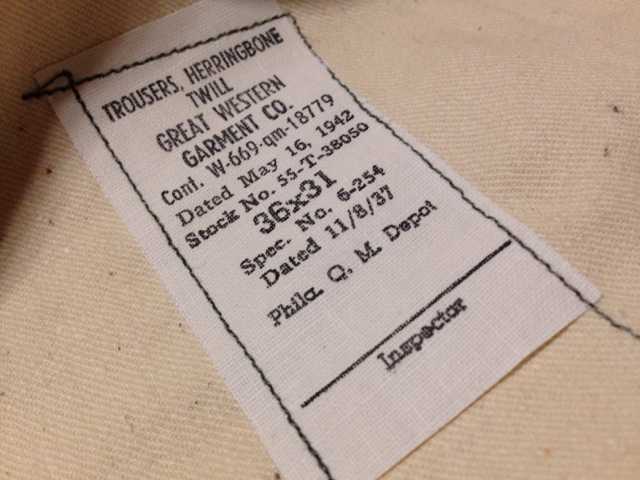 TROUSERS, HERRINGBONE
TWILL
GREAT WESTERN
GARMENT CO.
Cont. W-669-qm-18779
Dated May 16, 1942
Stock No. 55-T-38050
36x31
Spec. No. 6-254
Dated 11/8/37
Phila. Q. M. Depot
Inspector